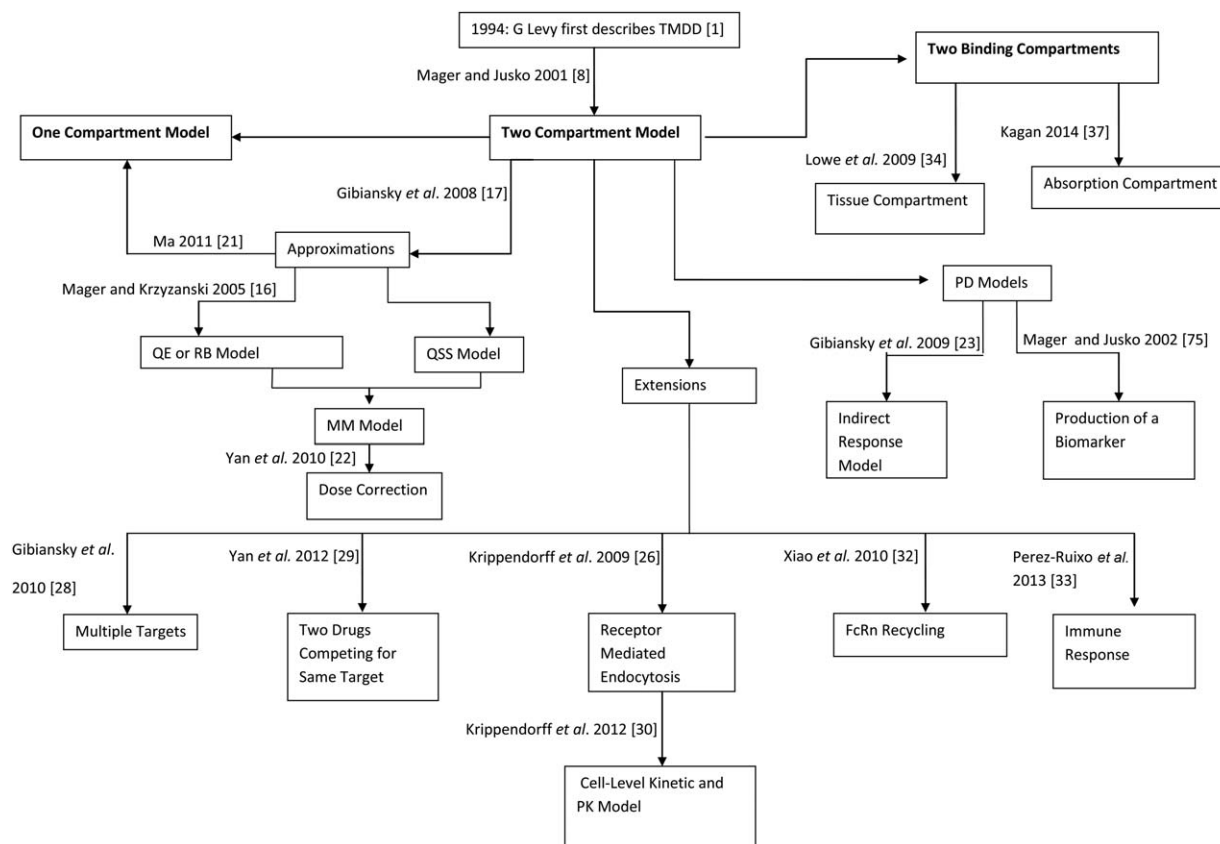 1994: G Levy first describes TMDD [1]
Mager and Jusko 2001 [8]
Two Binding Compartments
One Compartment Model
Two Compartment Model
Kagan 2014 [37]
Lowe et al. 2009 [34]
Absorption Compartment
Tissue Compartment
Gibiansky et al. 2008 [17]
Ma 2011 [21]
Approximations
PD Models
Mager and Krzyzanski 2005 [16]
QE or RB Model
QSS Model
Gibiansky et al. 2009 [23]
Mager and Jusko 2002 [75]
Extensions
MM Model
Indirect
Response
Model
Production of a
Biomarker
Yan et al. 2010 [22]
Dose Correction
Gibiansky et al.
2010 [28]
Yan et al. 2012 [29]
Krippendorff et al. 2009 [26]
Xiao et al. 2010 [32]
Perez-Ruixo et al.
2013 [33]
Multiple Targets
Two Drugs
Competing for
Same Target
Receptor
Mediated
Endocytosis
FcRn Recycling
Immune
Response
Krippendorff et al. 2012 [30]
Cell-Level Kinetic and
PK Model